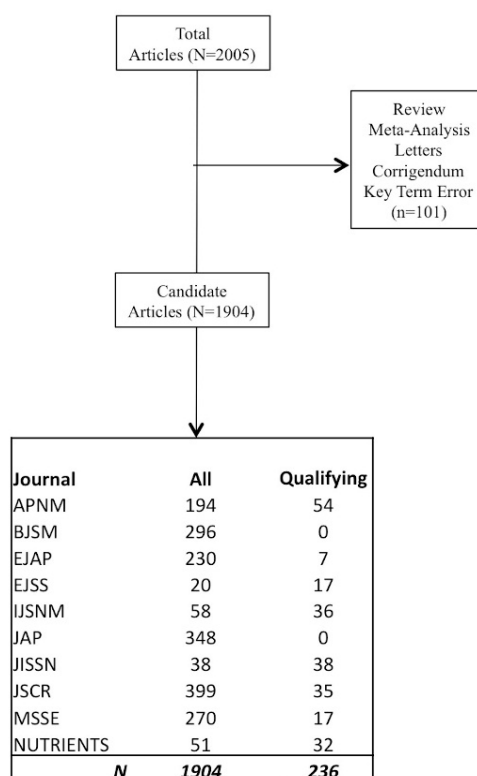 Total
Articles (N=2005)
Review
Meta-Analysis
Letters
Corrigendum
Key Term Error
(n=101)
Candidate
Articles (N=1904)
Journal All Qualifying
APNM 194 54
BJSM 296 0
EJAP 230 7
EJSS 20 17
IJSNM 58 36
JAP 348 0
JISSN 38 38
JSCR 399 35
MSSE 270 17
NUTRIENTS 51 32
N 1904 236